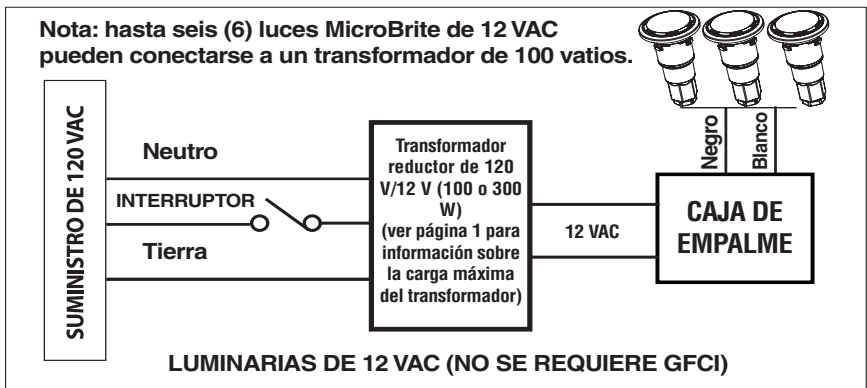 Nota: hasta seis (6) luces MicroBrite de 12 VAC
pueden conectarse a un transformador de 100 vatios.
SUMINISTRO DE 120 VAC
Neutro
INTERRUPTOR
Tierra
Transformador
reductor de 120
V/12 V (100 o 300
W)
(ver página 1 para
información sobre
la carga máxima
del transformador)
12 VAC
Negro
Blanco
CAJA DE
EMPALME
LUMINARIAS DE 12 VAC (NO SE REQUIERE GFCI)